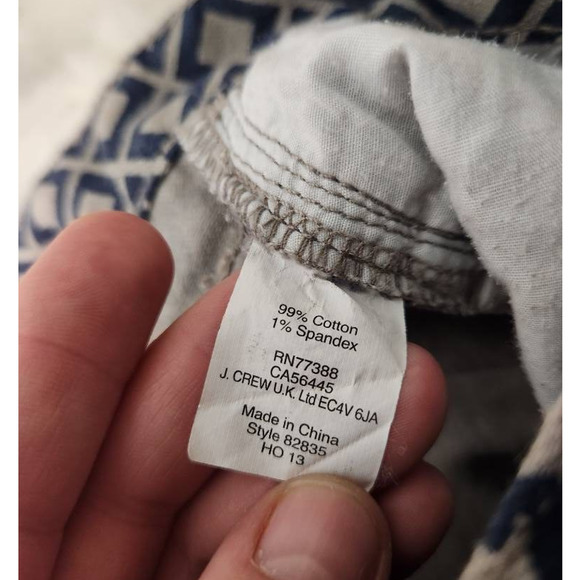 99% Cotton
1% Spandex
RN77388
CA56445
J. CREW U.K. Ltd EC4V 6JA
Made in China
Style 82835
HO 13